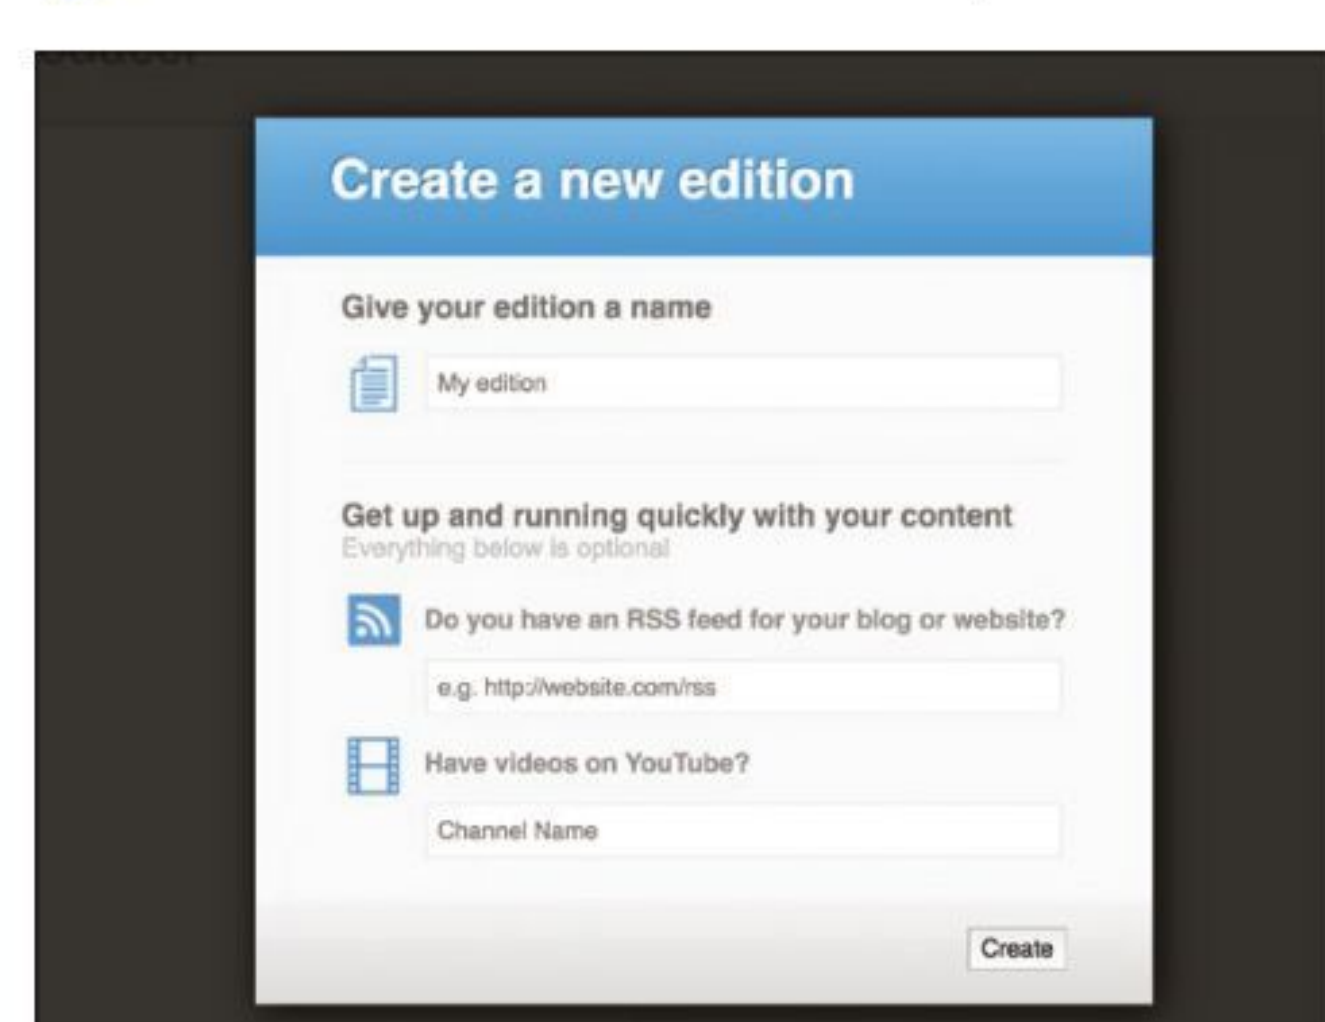 Create a new edition
Give your edition a name
My edition
Get up and running quickly with your content
Everything below is optional
Do you have an RSS feed for your blog or website?
e.g. http://website.com/rss
Have videos on YouTube?
Channel Name
Create